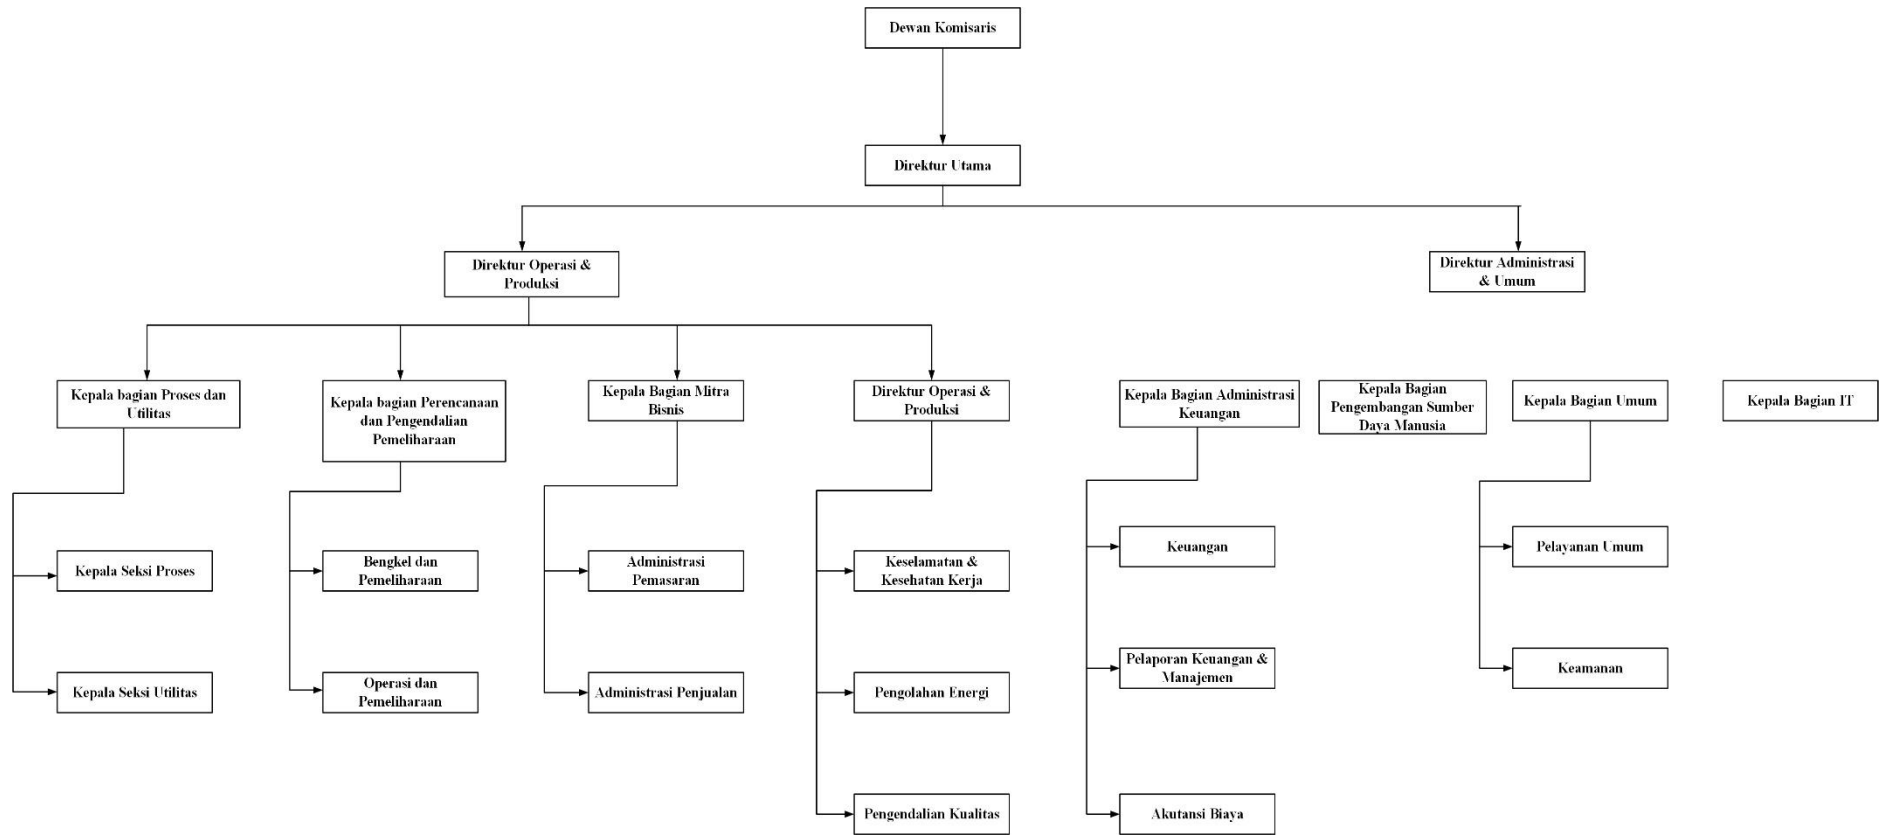 Dewan Komisaris
Direktur Utama
Direktur Operasi &
Produksi
Direktur Administrasi
& Umum
Kepala bagian Proses dan
Utilitas
Kepala bagian Perencanaan
dan Pengendalian
Pemeliharaan
Kepala Bagian Mitra
Bisnis
Direktur Operasi &
Produksi
Kepala Bagian Administrasi
Keuangan
Kepala Bagian
Pengembangan Sumber
Daya Manusia
Kepala Bagian Umum
Kepala Bagian IT
Kepala Seksi Proses
Bengkel dan
Pemeliharaan
Administrasi
Pemasaran
Keselamatan &
Kesehatan Kerja
Keuangan
Pelayanan Umum
Kepala Seksi Utilitas
Operasi dan
Pemeliharaan
Administrasi Penjualan
Pengolahan Energi
Pelaporan Keuangan &
Manajemen
Keamanan
Pengendalian Kualitas
Akutansi Biaya